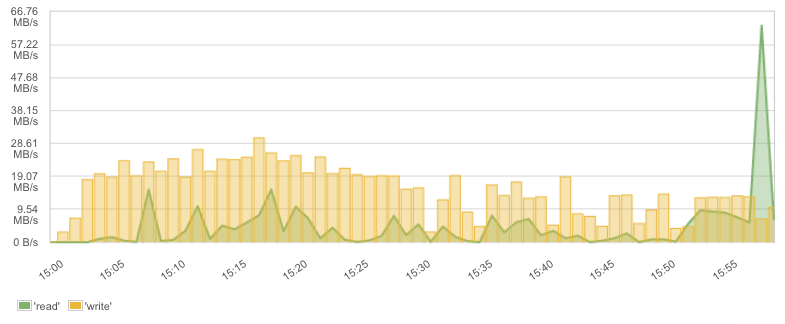 66.76
MB/s
57.22
MB/s
47.68
MB/s
38.15
MB/s
28.61
MB/s
19.07
MB/s
9.54
MB/s
0 B/s
15:00
15:05
15:10
15:15
15:20
15:25
15:30
15:35
15:40
15:45
15:50
15:55
'read' 'write'